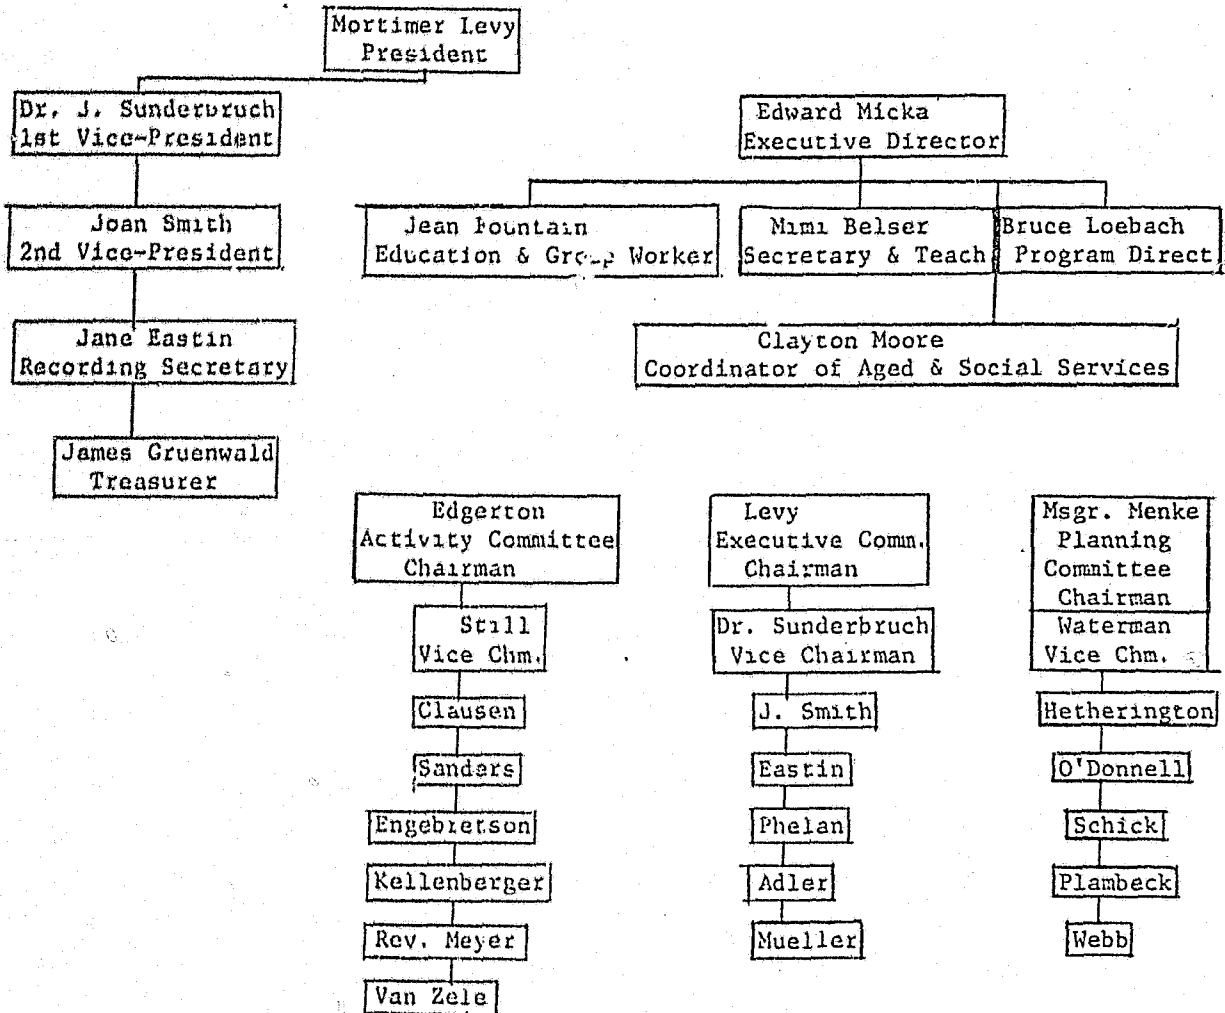 Mortimer Levy
President
Dr. J. Sunderbruch
1st Vice-President
Joan Smith
2nd Vice-President
Jane Eastin
Recording Secretary
James Gruenwald
Treasurer
Edward Micka
Executive Director
Jean Fountain
Education & Group Worker
Mimi Belser
Secretary & Teach
Bruce Loebach
Program Direct
Clayton Moore
Coordinator of Aged & Social Services
Edgerton
Activity Committee
Chairman
Still
Vice Chm.
Clausen
Sanders
Engebretson
Kellenberger
Rev. Meyer
Van Zele
Levy
Executive Comm.
Chairman
Dr. Sunderbruch
Vice Chairman
J. Smith
Eastin
Phelan
Adler
Mueller
Msgr. Menke
Planning
Committee
Chairman
Waterman
Vice Chm.
Hetherington
O'Donnell
Schick
Plambeck
Webb